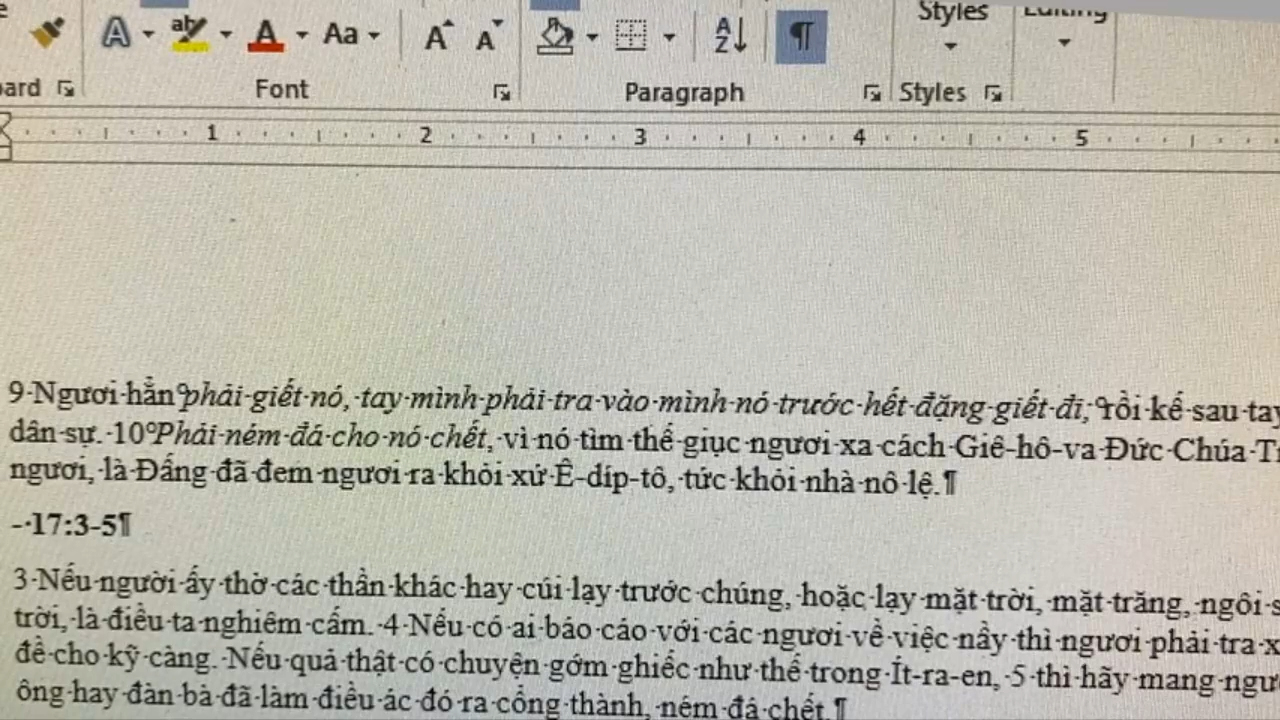 Styles
Font
Paragraph
Styles
1 2 3 4 5
9 Ngươi hẳn phải giết nó, tay mình phải tra vào mình nó trước hết đặng giết đi, rồi kế sau tay
dân sự. 10 Phải ném đá cho nó chết, vì nó tìm thế giục ngươi xa cách Giê-hô-va Đức Chúa
ngươi, là Đấng đã đem ngươi ra khỏi xứ Ê-díp-tô, tức khỏi nhà nô lệ.¶
- 17:3-5¶
3 Nếu người ấy thờ các thần khác hay cúi lạy trước chúng, hoặc lạy mặt trời, mặt trăng, ngôi
trời, là điều ta nghiêm cấm. 4 Nếu có ai báo cáo với các ngươi về việc nầy thì ngươi phải tra
đề cho kỹ càng. Nếu quả thật có chuyện gớm ghiếc như thế trong Ít-ra-en, 5 thì hãy mang
ông hay đàn bà đã làm điều ác đó ra cổng thành, ném đá chết.¶